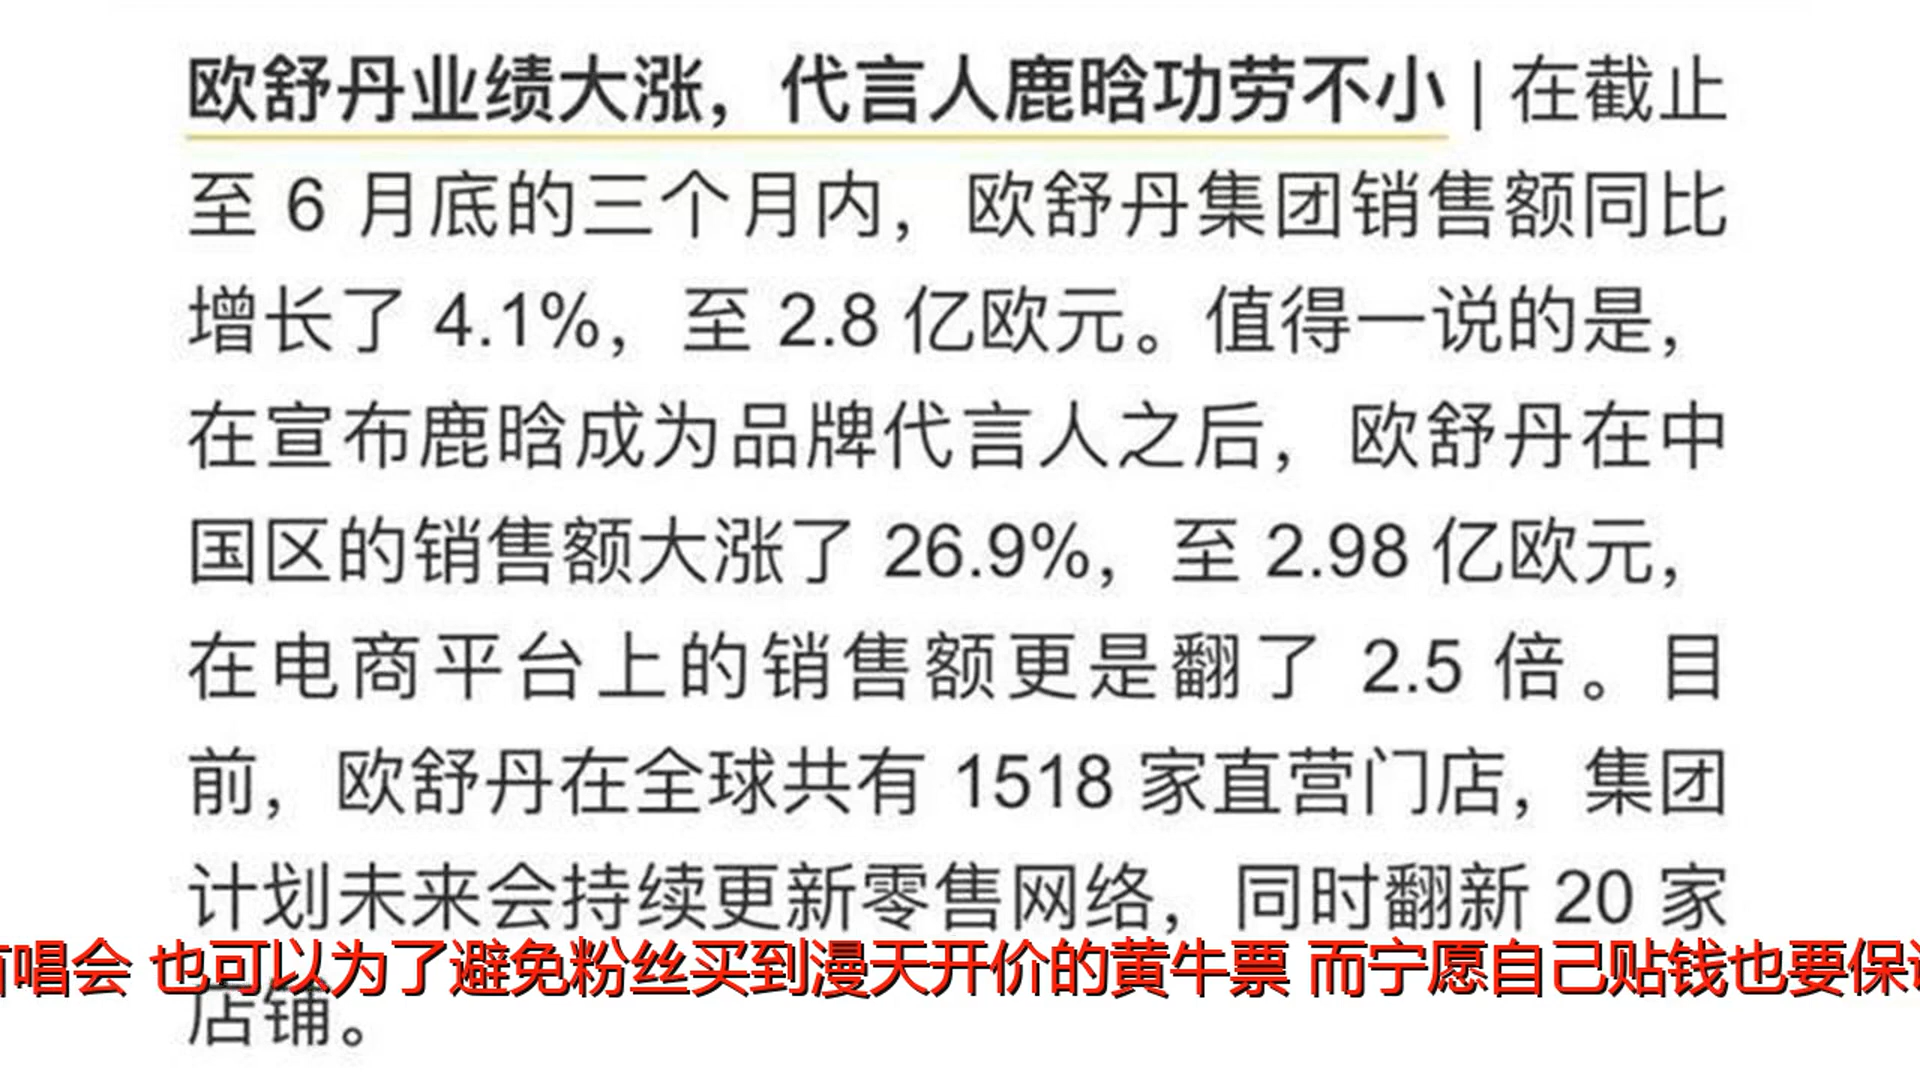 欧舒丹业绩大涨，代言人鹿晗功劳不小 | 在截止
至 6 月底的三个月内，欧舒丹集团销售额同比
增长了 4.1%，至 2.8 亿欧元。值得一说的是，
在宣布鹿晗成为品牌代言人之后，欧舒丹在中
国区的销售额大涨了 26.9%，至 2.98 亿欧元，
在电商平台上的销售额更是翻了 2.5 倍。目
前，欧舒丹在全球共有 1518 家直营门店，集团
计划未来会持续更新零售网络，同时翻新 20 家
唱会 也可以为了避免粉丝买到漫天开价的黄牛票 而宁愿自己贴钱也要保
店铺。